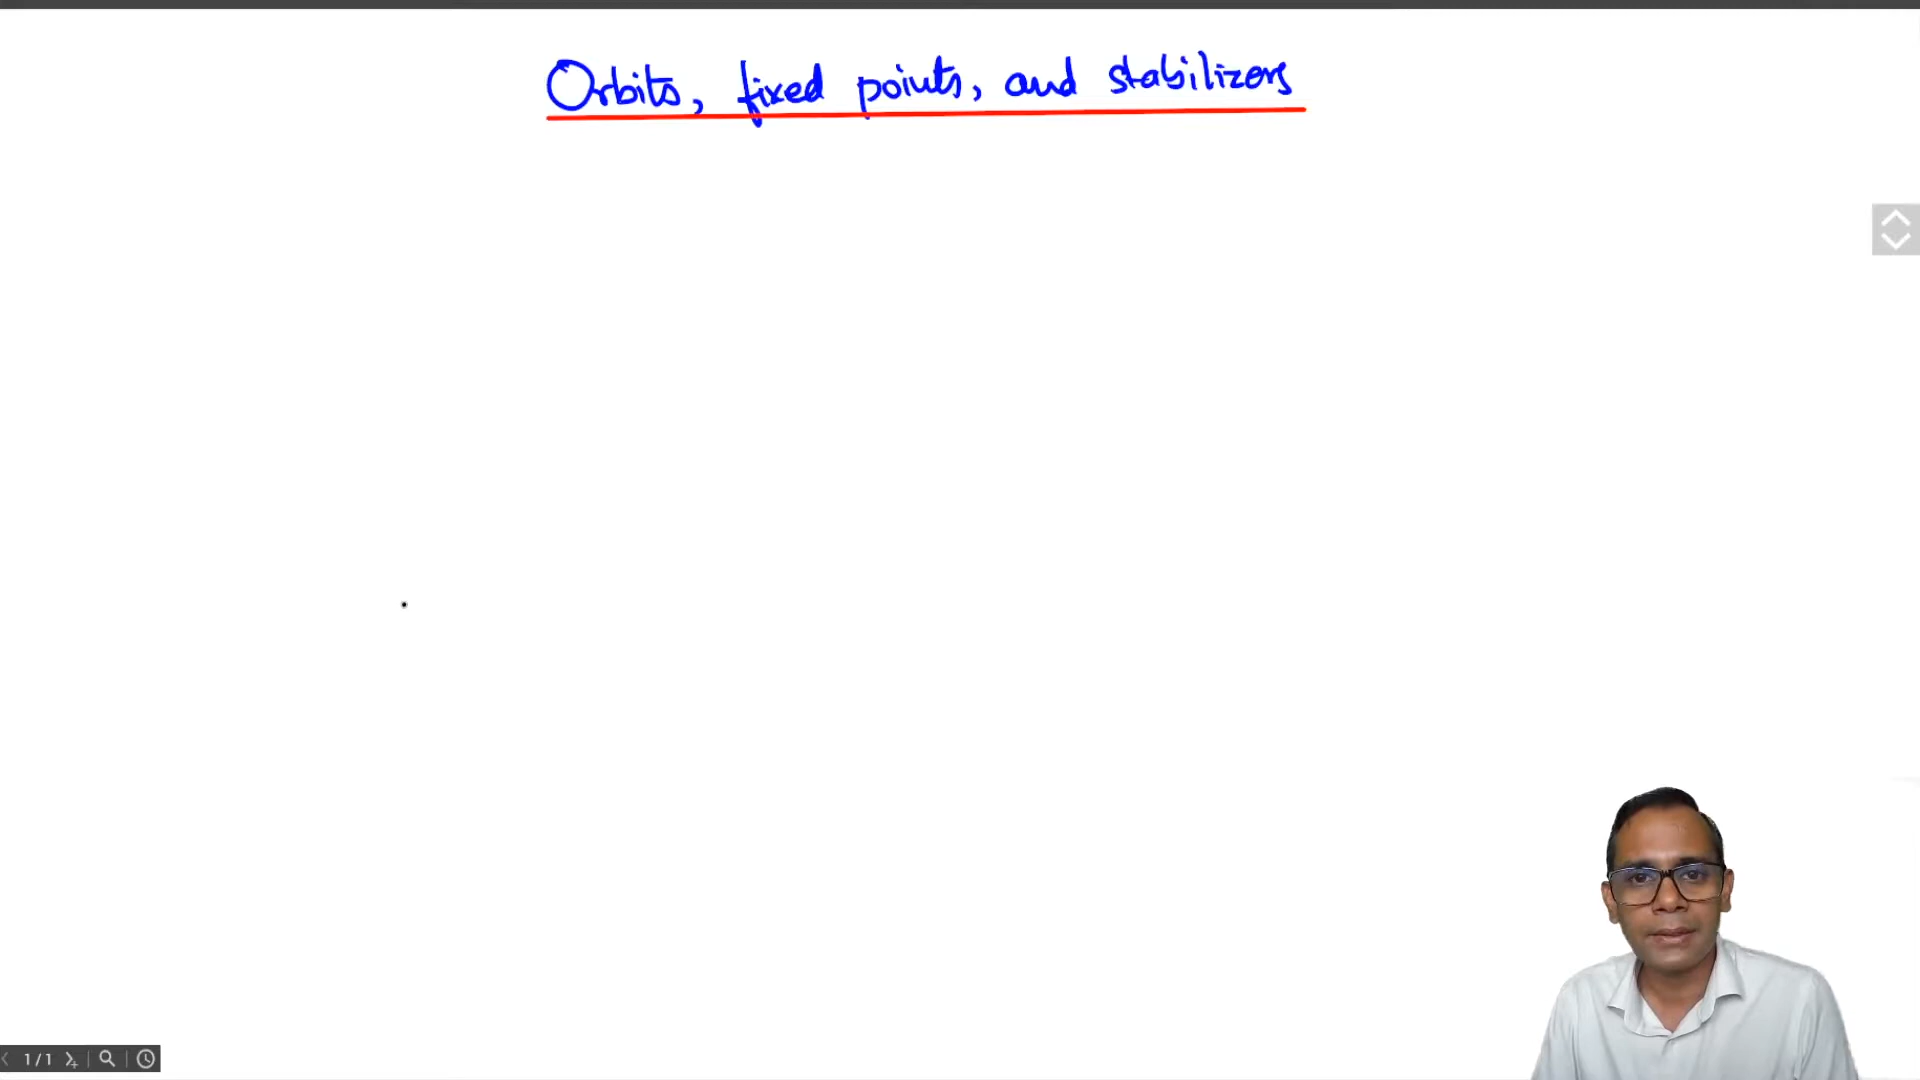 Orbits, fixed points, and stabilizers
1/1